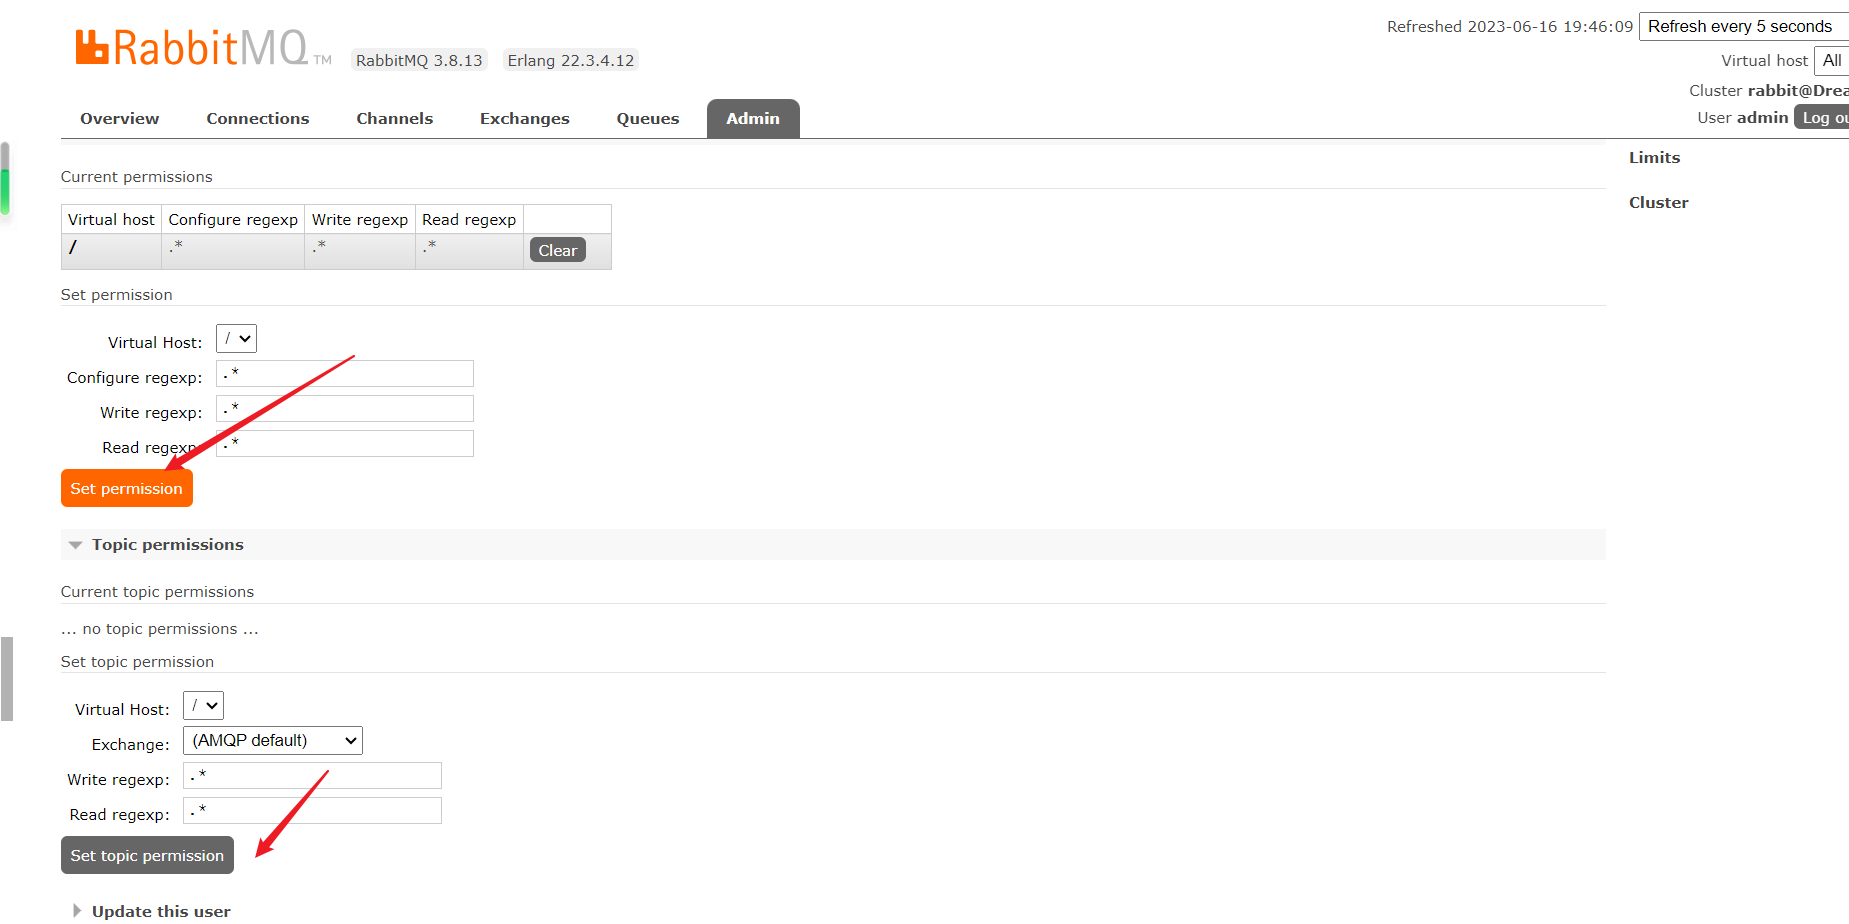 Refreshed 2023-06-16 19:46:09 Refresh every 5 seconds
RabbitMQ TM RabbitMQ 3.8.13 Erlang 22.3.4.12
Virtual host All
Cluster rabbit@Drea
User admin Log ou
Overview Connections Channels Exchanges Queues Admin
Limits
Cluster
Current permissions
Virtual host Configure regexp Write regexp Read regexp
/ .* .* .* Clear
Set permission
Virtual Host: /
Configure regexp: .*
Write regexp: .*
Read regexp: .*
Set permission
Topic permissions
Current topic permissions
... no topic permissions ...
Set topic permission
Virtual Host: /
Exchange: (AMQP default)
Write regexp: .*
Read regexp: .*
Set topic permission
Update this user